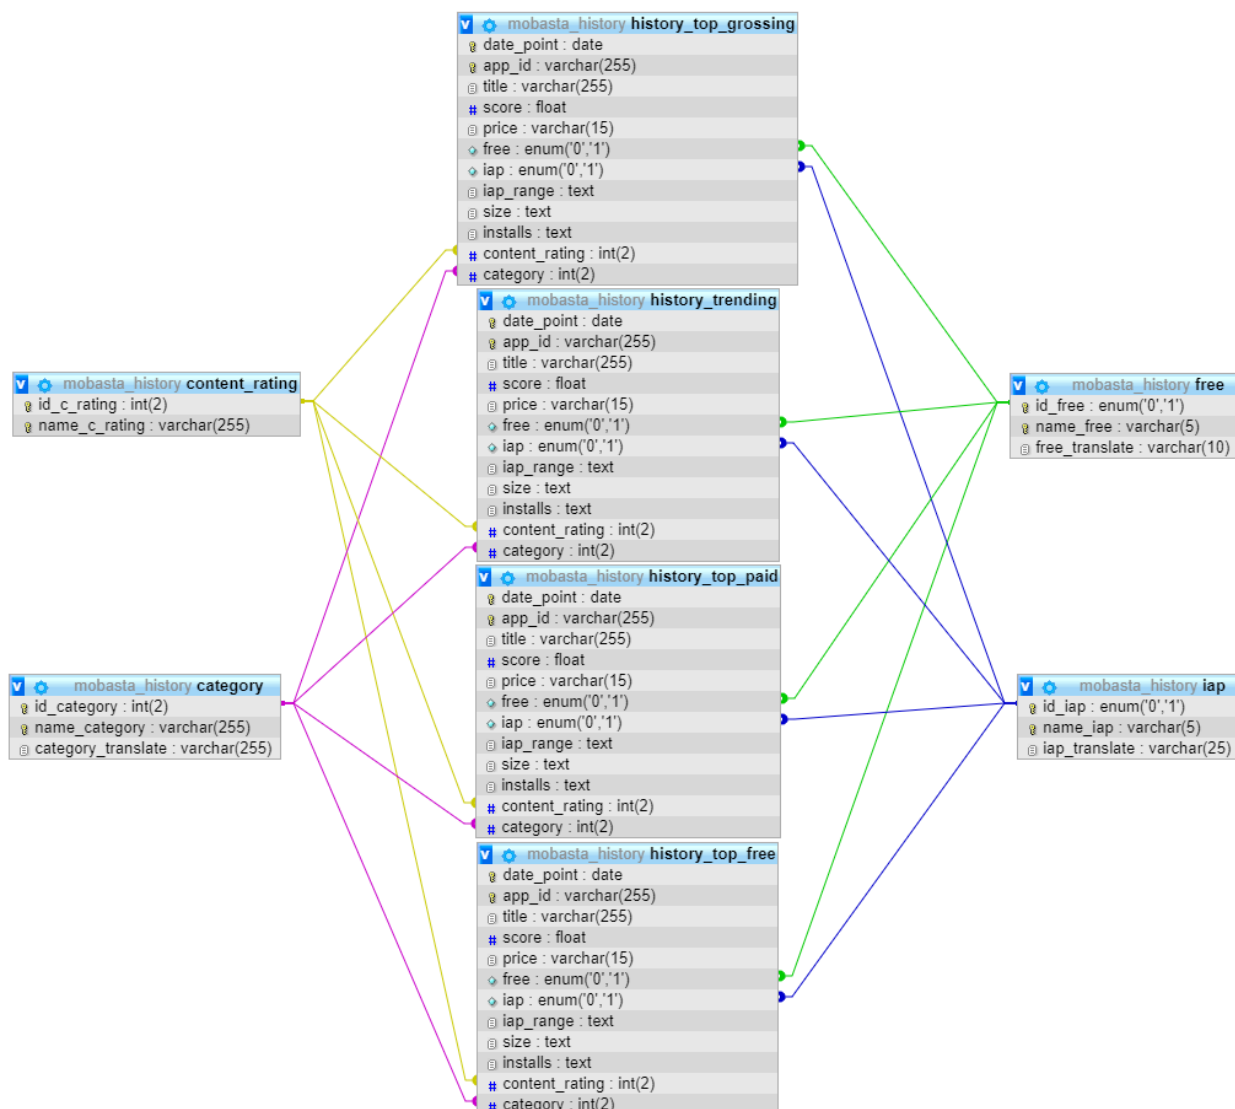 v mobasta_history history_top_grossing
date_point : date
app_id : varchar(255)
title : varchar(255)
# score : float
price : varchar(15)
free : enum('0','1')
iap : enum('0','1')
iap_range : text
size : text
installs : text
# content_rating : int(2)
# category : int(2)
v mobasta_history history_trending
date_point : date
app_id : varchar(255)
title : varchar(255)
# score : float
price : varchar(15)
free : enum('0','1')
iap : enum('0','1')
iap_range : text
size : text
installs : text
# content_rating : int(2)
# category : int(2)
v mobasta_history content_rating
id_c_rating : int(2)
name_c_rating : varchar(255)
v mobasta_history free
id_free : enum('0','1')
name_free : varchar(5)
free_translate : varchar(10)
v mobasta_history history_top_paid
date_point : date
app_id : varchar(255)
title : varchar(255)
# score : float
price : varchar(15)
free : enum('0','1')
iap : enum('0','1')
iap_range : text
size : text
installs : text
# content_rating : int(2)
# category : int(2)
v mobasta_history category
id_category : int(2)
name_category : varchar(255)
category_translate : varchar(255)
v mobasta_history iap
id_iap : enum('0','1')
name_iap : varchar(5)
iap_translate : varchar(25)
v mobasta_history history_top_free
date_point : date
app_id : varchar(255)
title : varchar(255)
# score : float
price : varchar(15)
free : enum('0','1')
iap : enum('0','1')
iap_range : text
size : text
installs : text
# content_rating : int(2)
# category : int(2)